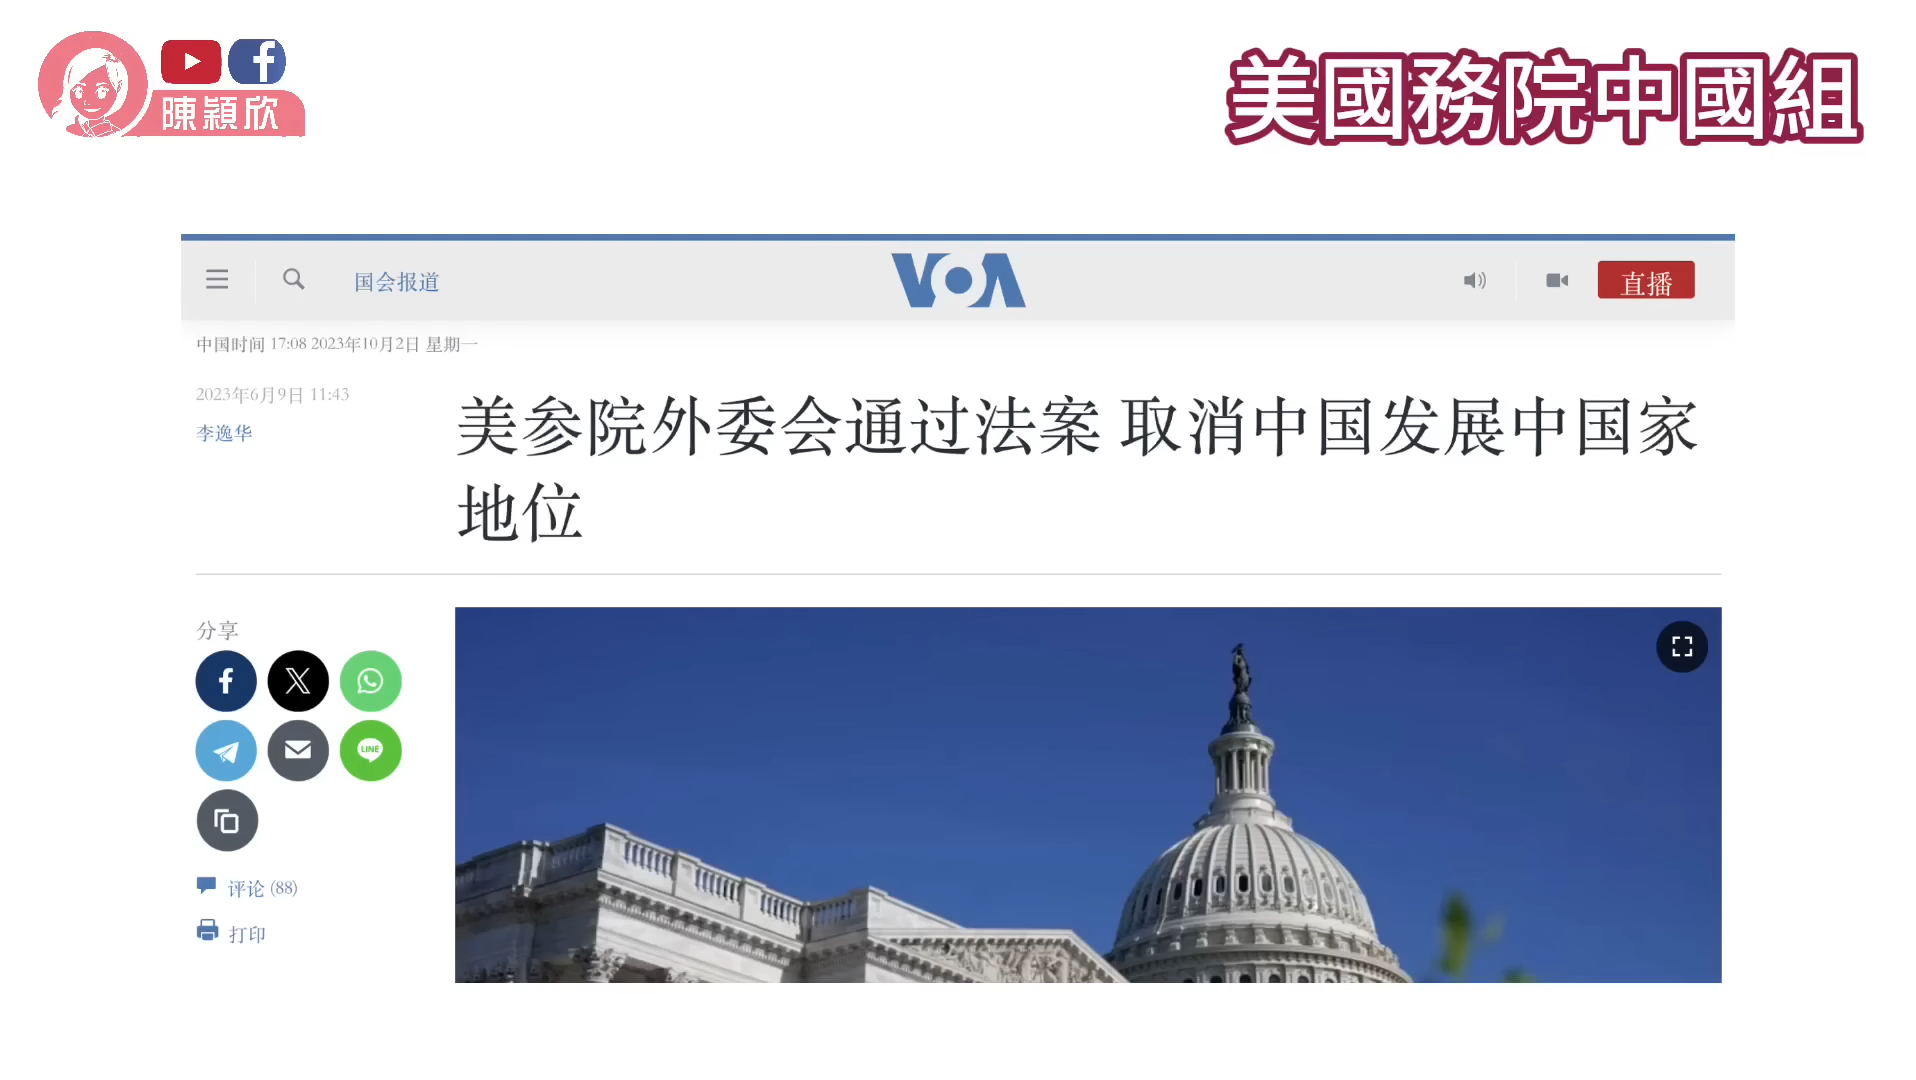 陳穎欣
美國務院中國組
国会报道
VOA
直播
中国时间 17:08 2023年10月2日 星期一
2023年6月9日 11:43
李逸华
美参院外委会通过法案 取消中国发展中国家
地位
分享
LINE
评论 (88)
打印